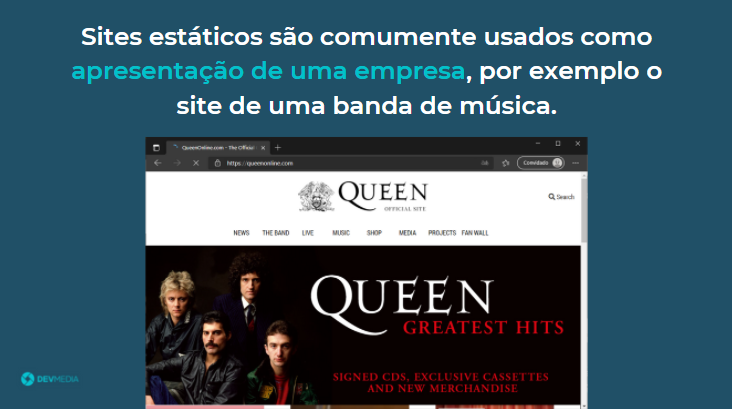 Sites estáticos são comumente usados como
apresentação de uma empresa, por exemplo o
site de uma banda de música.
QueenOnline.com - The Official
https://queenonline.com
Convidado
QUEEN
OFFICIAL SITE
Search
NEWS THE BAND LIVE MUSIC SHOP MEDIA PROJECTS FAN WALL
QUEEN
GREATEST HITS
SIGNED CDS, EXCLUSIVE CASSETTES
AND NEW MERCHANDISE
DEVMEDIA